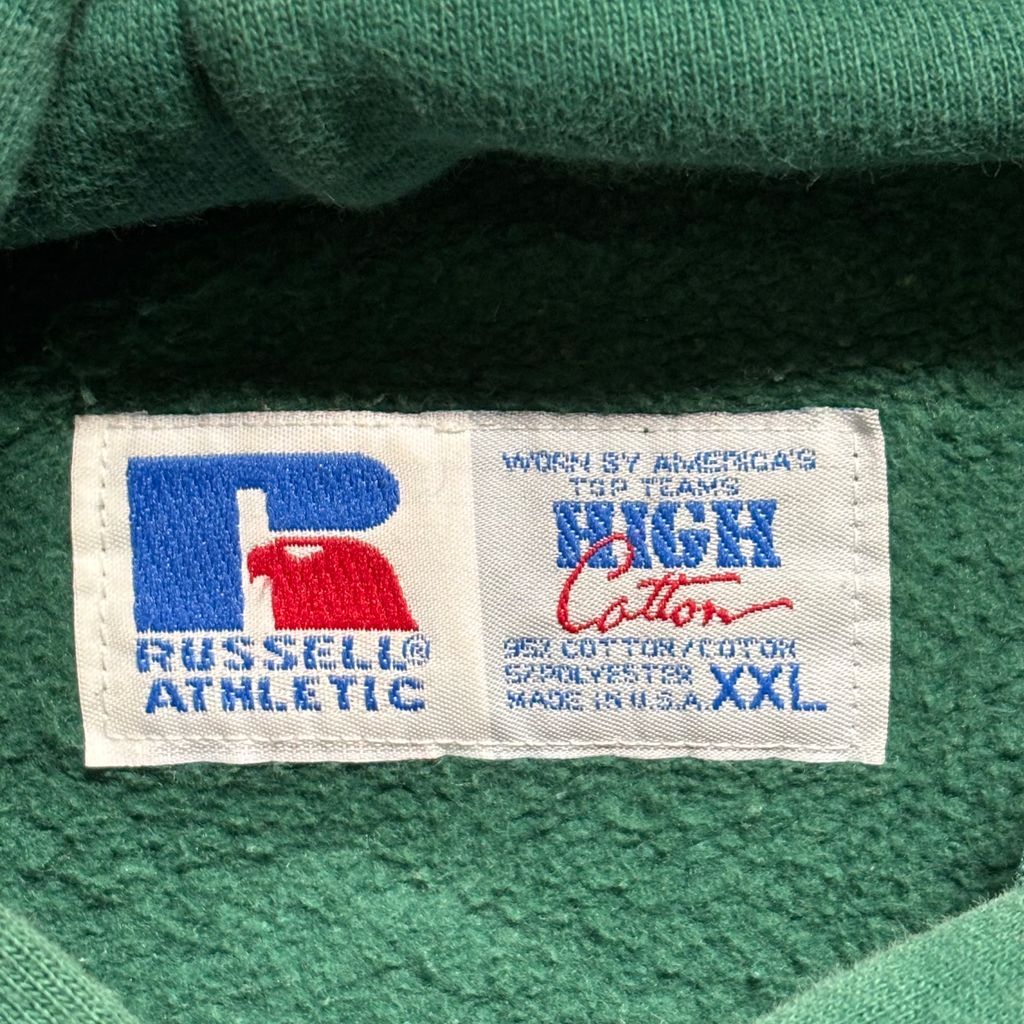 RUSSELL®
ATHLETIC
WORN BY AMERICA'S
TOP TEAMS
HIGH
Cotton
95% COTTON/COTON
5% POLYESTER
MADE IN U.S.A. XXL